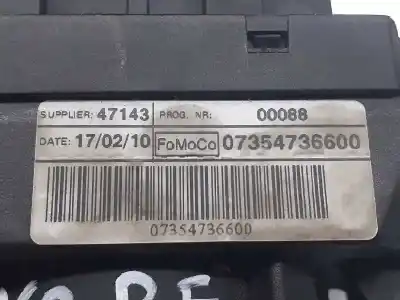 SUPPLIER: 47143 PROG. NR: 00088
DATE: 17/02/10 FoMoCo 07354736600
07354736600